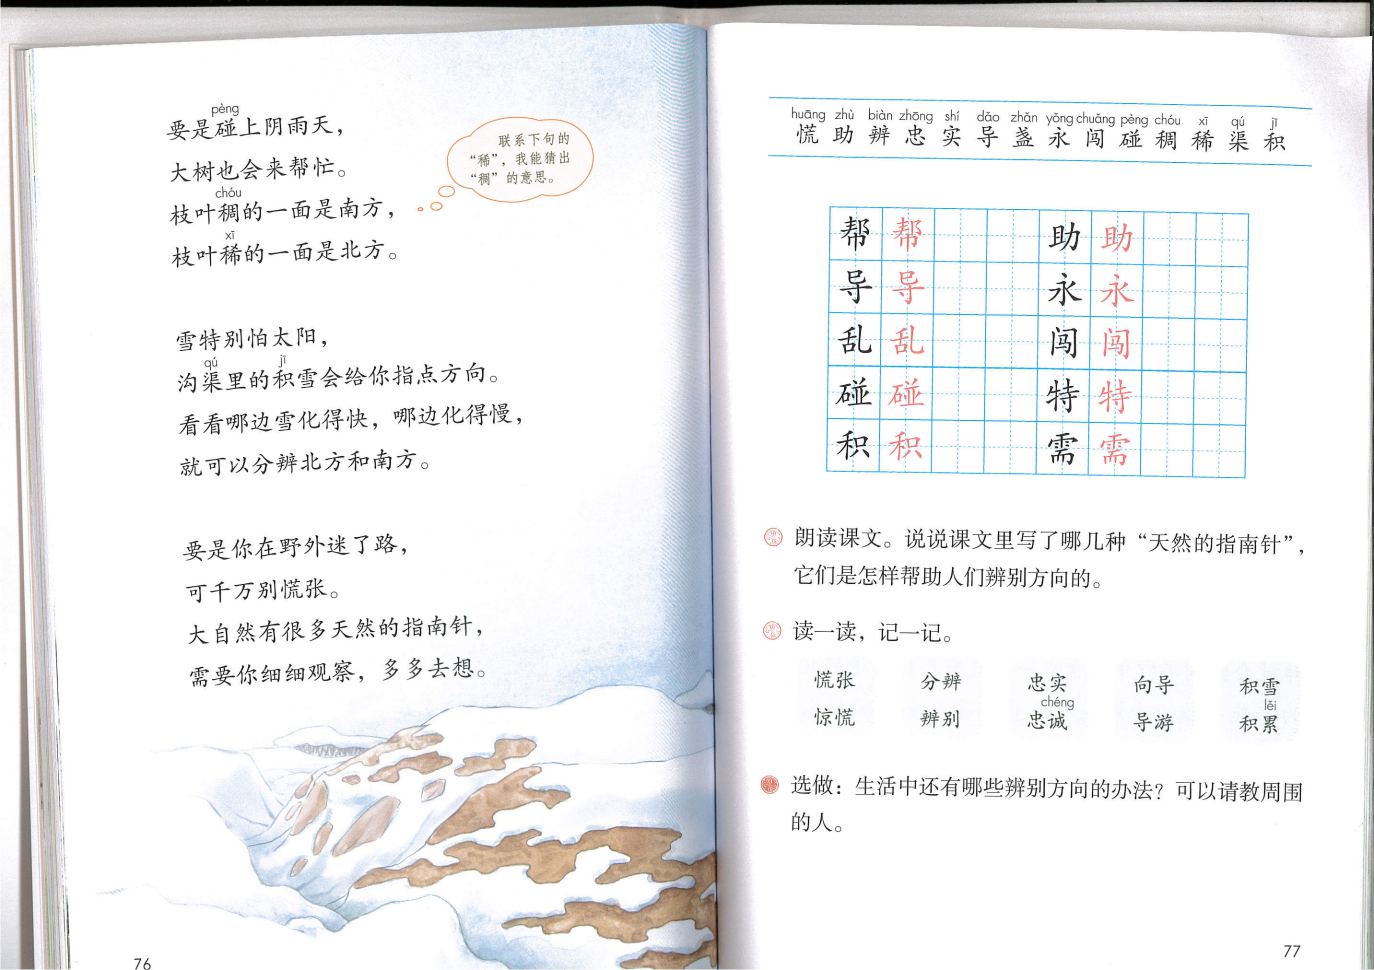 pèng
要是碰上阴雨天，
大树也会来帮忙。
chóu
枝叶稠的一面是南方，
xī
枝叶稀的一面是北方。
联系下句的
“稀”，我能猜出
“稠”的意思。
雪特别怕太阳，
qú jī
沟渠里的积雪会给你指点方向。
看看哪边雪化得快，哪边化得慢，
就可以分辨北方和南方。
要是你在野外迷了路，
可千万别慌张。
大自然有很多天然的指南针，
需要你细细观察，多多去想。
76
huāng zhù biàn zhōng shí dǎo zhǎn yǒng chuǎng pèng chóu xī qú jī
慌 助 辨 忠 实 导 盏 永 闯 碰 稠 稀 渠 积
帮 帮 助 助
导 导 永 永
乱 乱 闯 闯
碰 碰 特 特
积 积 需 需
朗读课文。说说课文里写了哪几种“天然的指南针”，
它们是怎样帮助人们辨别方向的。
读一读，记一记。
慌张 分辨 忠实 向导 积雪
chéng lěi
惊慌 辨别 忠诚 导游 积累
选做：生活中还有哪些辨别方向的办法？可以请教周围
的人。
77